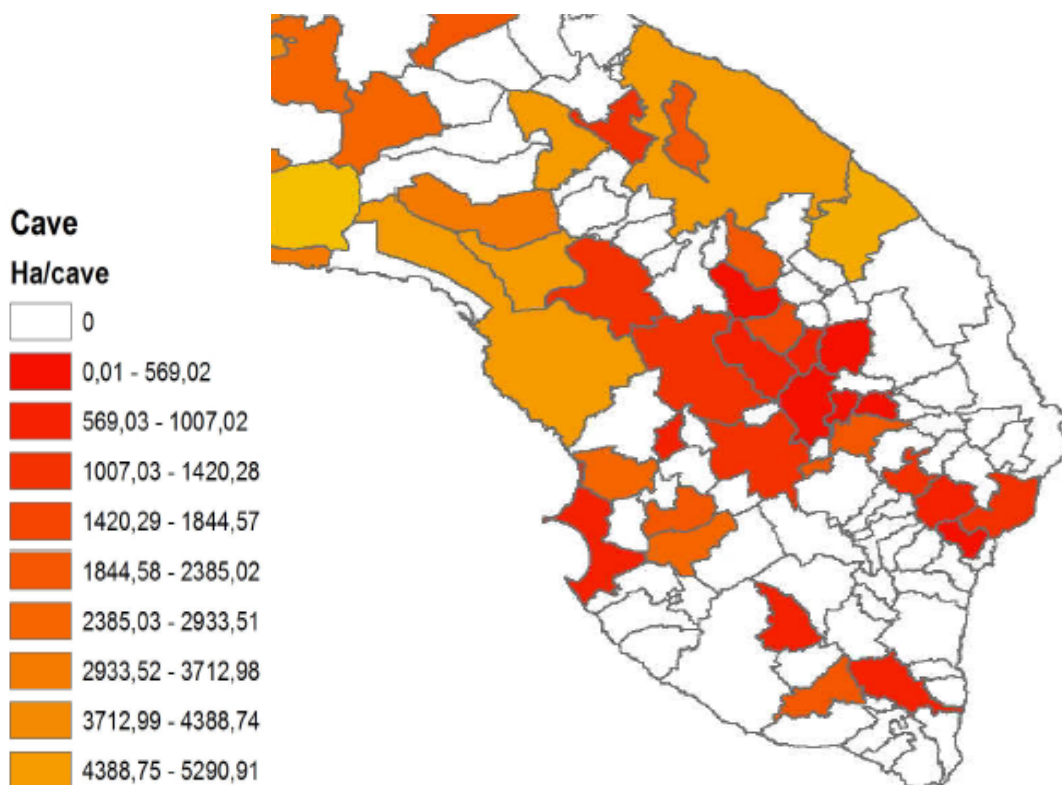 Cave
Ha/cave
0
0,01 - 569,02
569,03 - 1007,02
1007,03 - 1420,28
1420,29 - 1844,57
1844,58 - 2385,02
2385,03 - 2933,51
2933,52 - 3712,98
3712,99 - 4388,74
4388,75 - 5290,91